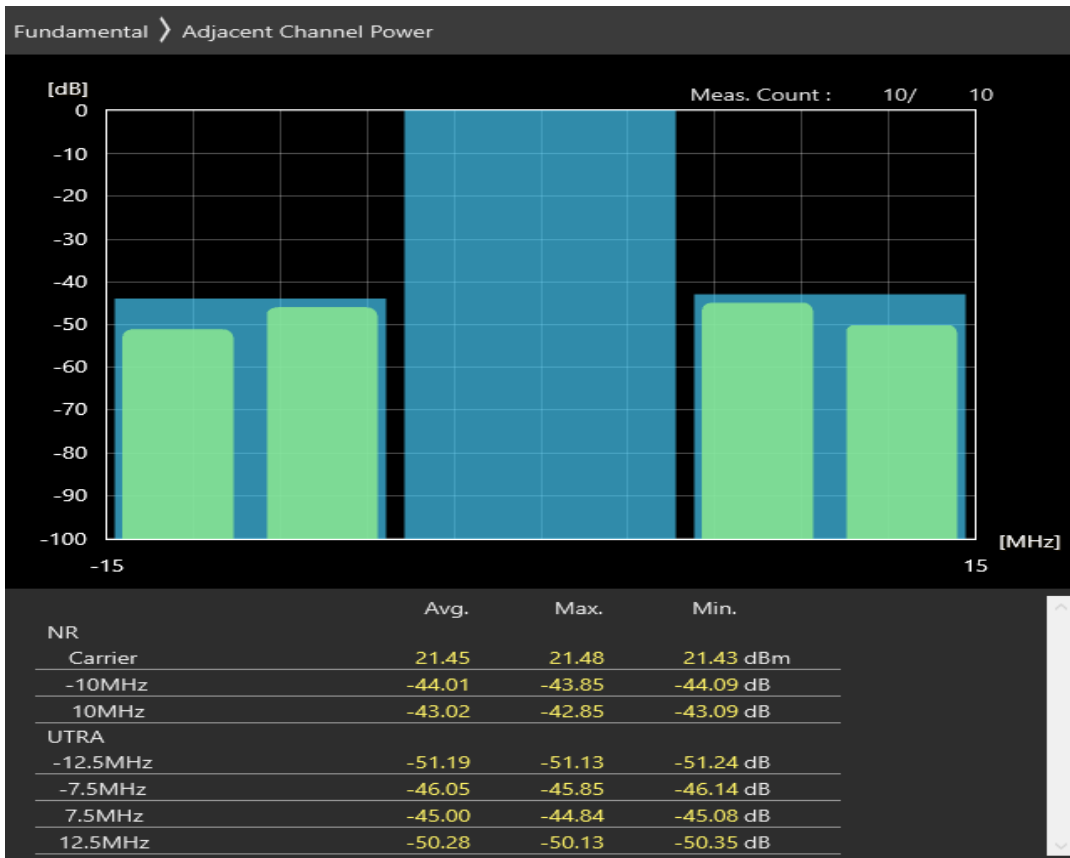 Fundamental 〉 Adjacent Channel Power
[dB]
Meas. Count : 10/ 10
0
-10
-20
-30
-40
-50
-60
-70
-80
-90
-100
[MHz]
-15 15
Avg. Max. Min.
NR
Carrier 21.45 21.48 21.43 dBm
-10MHz -44.01 -43.85 -44.09 dB
10MHz -43.02 -42.85 -43.09 dB
UTRA
-12.5MHz -51.19 -51.13 -51.24 dB
-7.5MHz -46.05 -45.85 -46.14 dB
7.5MHz -45.00 -44.84 -45.08 dB
12.5MHz -50.28 -50.13 -50.35 dB